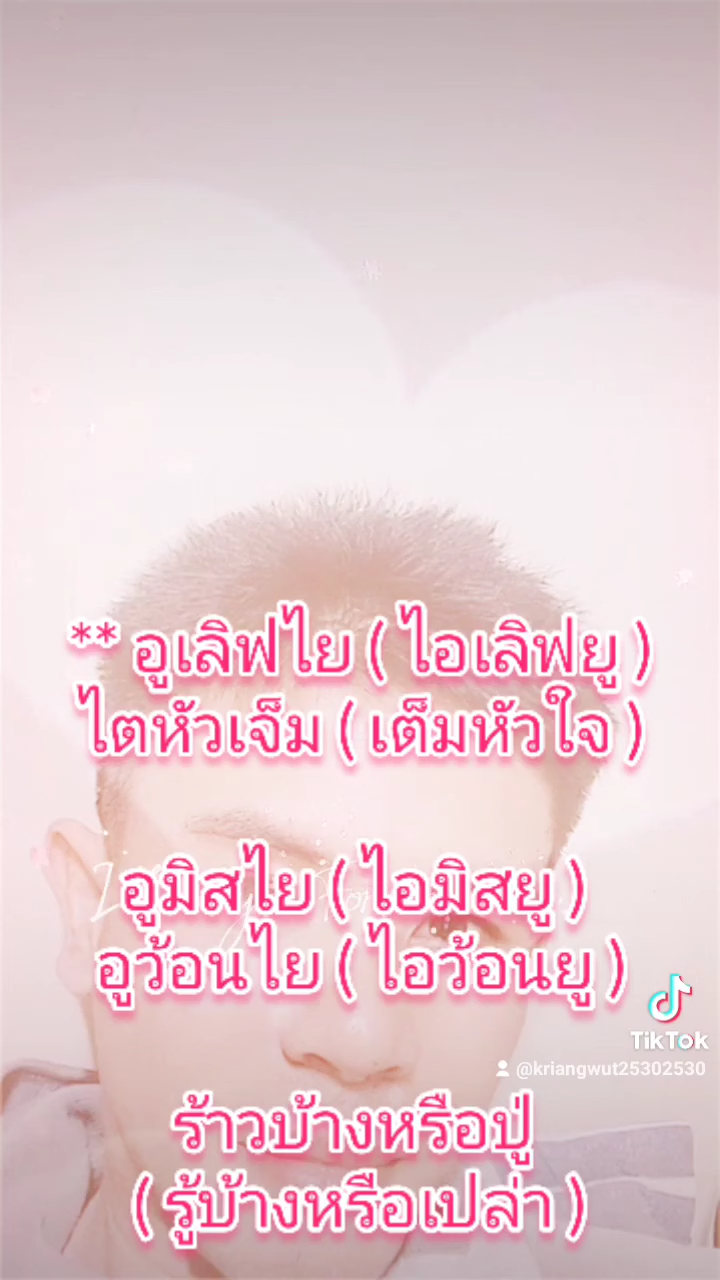 ** อูเลิฟไย ( ไอเลิฟยู )
ไตหัวเจ็ม ( เต็มหัวใจ )
อูมิสไย ( ไอมิสยู )
อูว้อนไย ( ไอว้อนยู )
TikTok
@kriangwut25302530
ร้าวบ้างหรือปู่
( รู้บ้างหรือเปล่า )